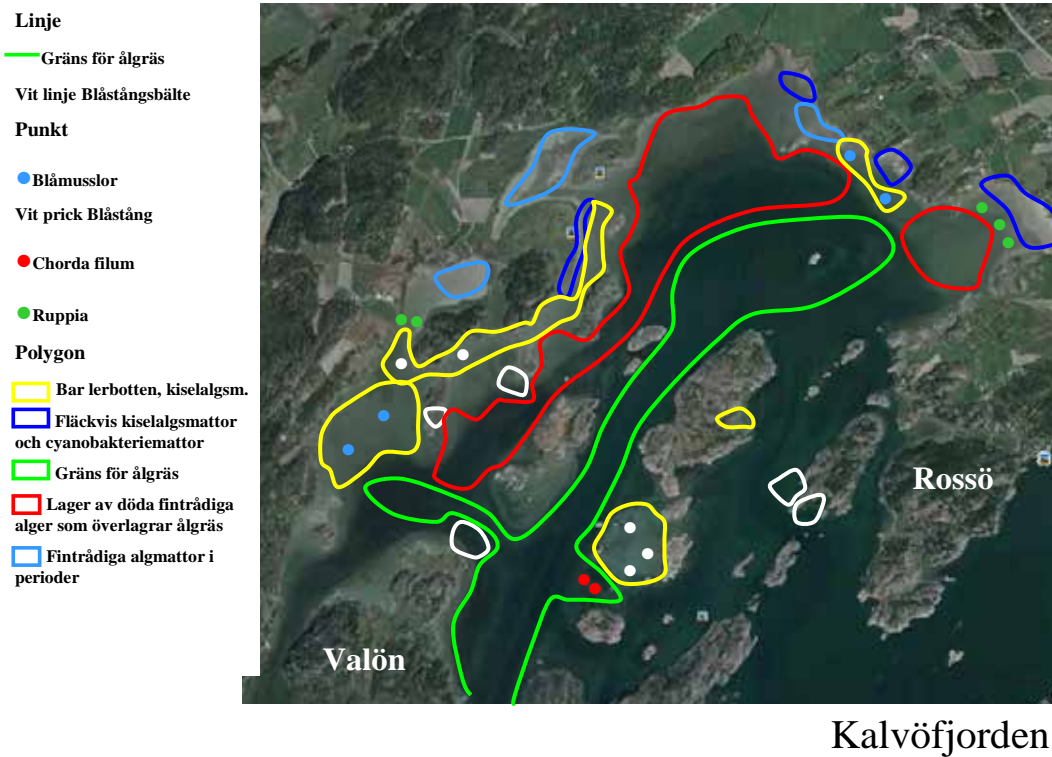 Linje
Gräns för ålgräs
Vit linje Blåstångsbälte
Punkt
Blåmusslor
Vit prick Blåstång
Chorda filum
Ruppia
Polygon
Bar lerbotten, kiselalgsm.
Fläckvis kiselalgsmattor
och cyanobakteriemattor
Gräns för ålgräs
Lager av döda fintrådiga
alger som överlagrar ålgräs
Fintrådiga algmattor i
perioder
Rossö
Valön
Kalvöfjorden